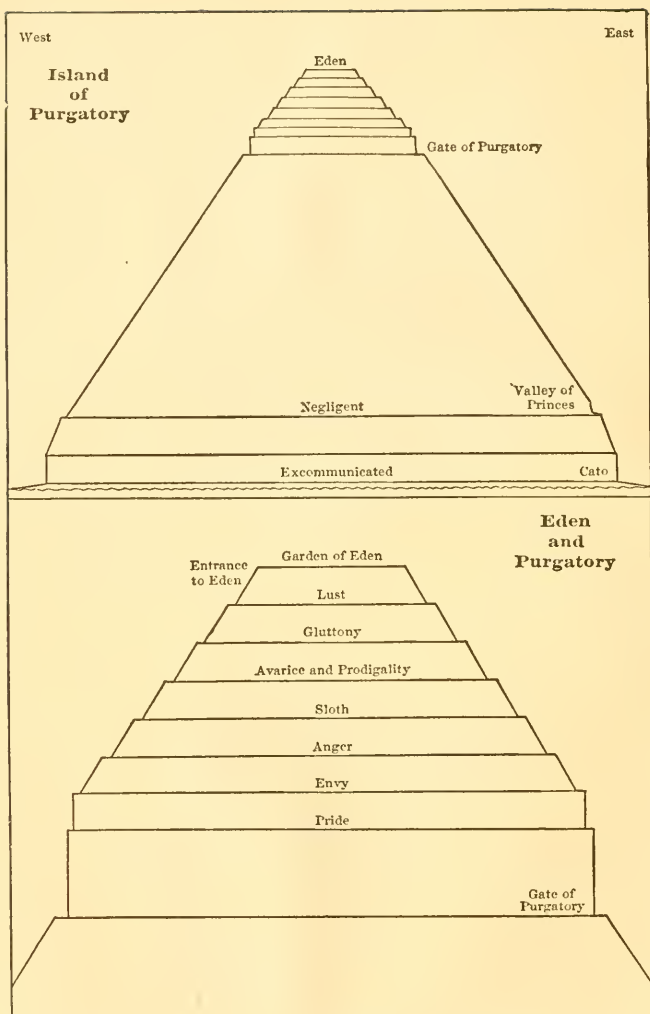 West
East
Island
of
Purgatory
Eden
Gate of Purgatory
Valley of
Princes
Negligent
Excommunicated
Cato
Eden
and
Purgatory
Garden of Eden
Entrance
to Eden
Lust
Gluttony
Avarice and Prodigality
Sloth
Anger
Envy
Pride
Gate of
Purgatory